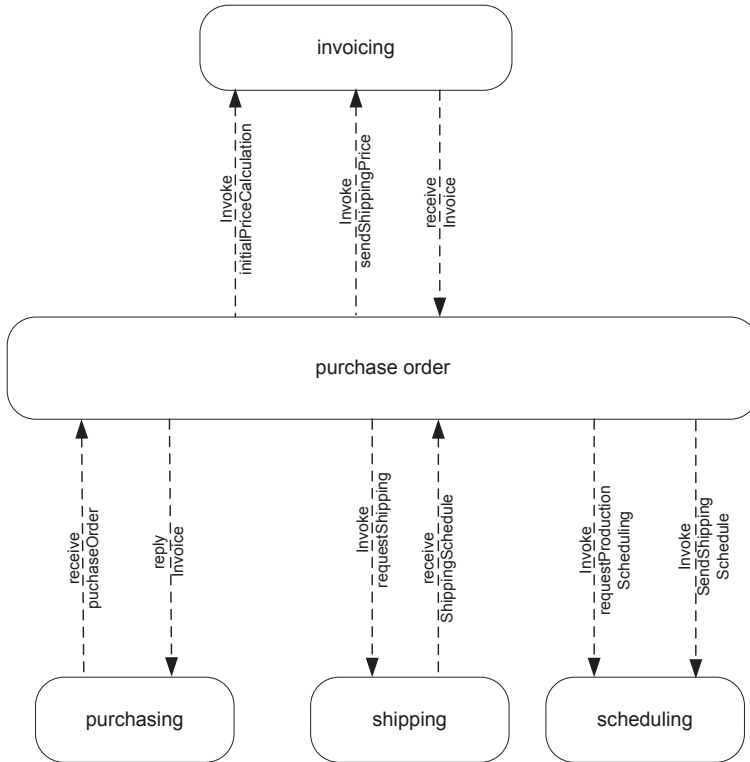 invoicing
Invoke
initialPriceCalculation
Invoke
sendShippingPrice
receive
Invoice
purchase order
receive
puchaseOrder
reply
Invoice
Invoke
requestShipping
receive
ShippingSchedule
Invoke
requestProduction
Scheduling
Invoke
SendShipping
Schedule
purchasing
shipping
scheduling